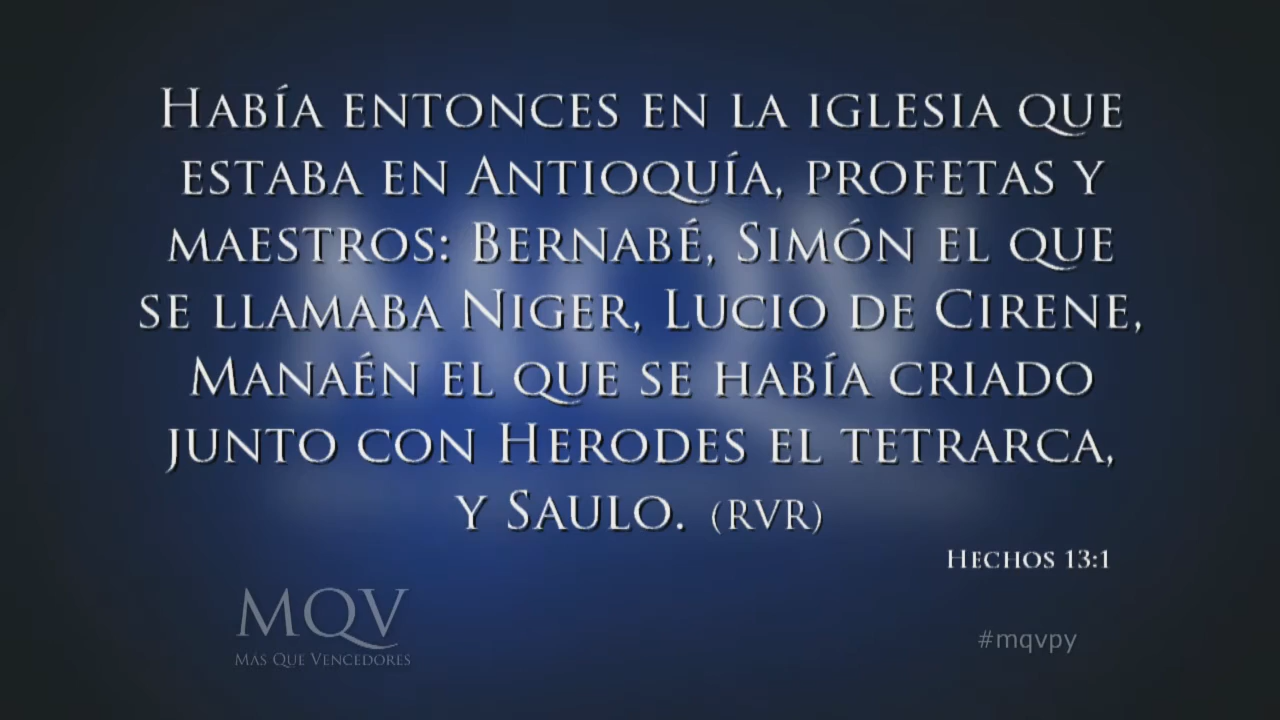 Había entonces en la iglesia que
estaba en Antioquía, profetas y
maestros: Bernabé, Simón el que
se llamaba Niger, Lucio de Cirene,
Manaén el que se había criado
junto con Herodes el tetrarca,
y Saulo. (RVR)
Hechos 13:1
MQV
Más Que Vencedores
#mqvpy